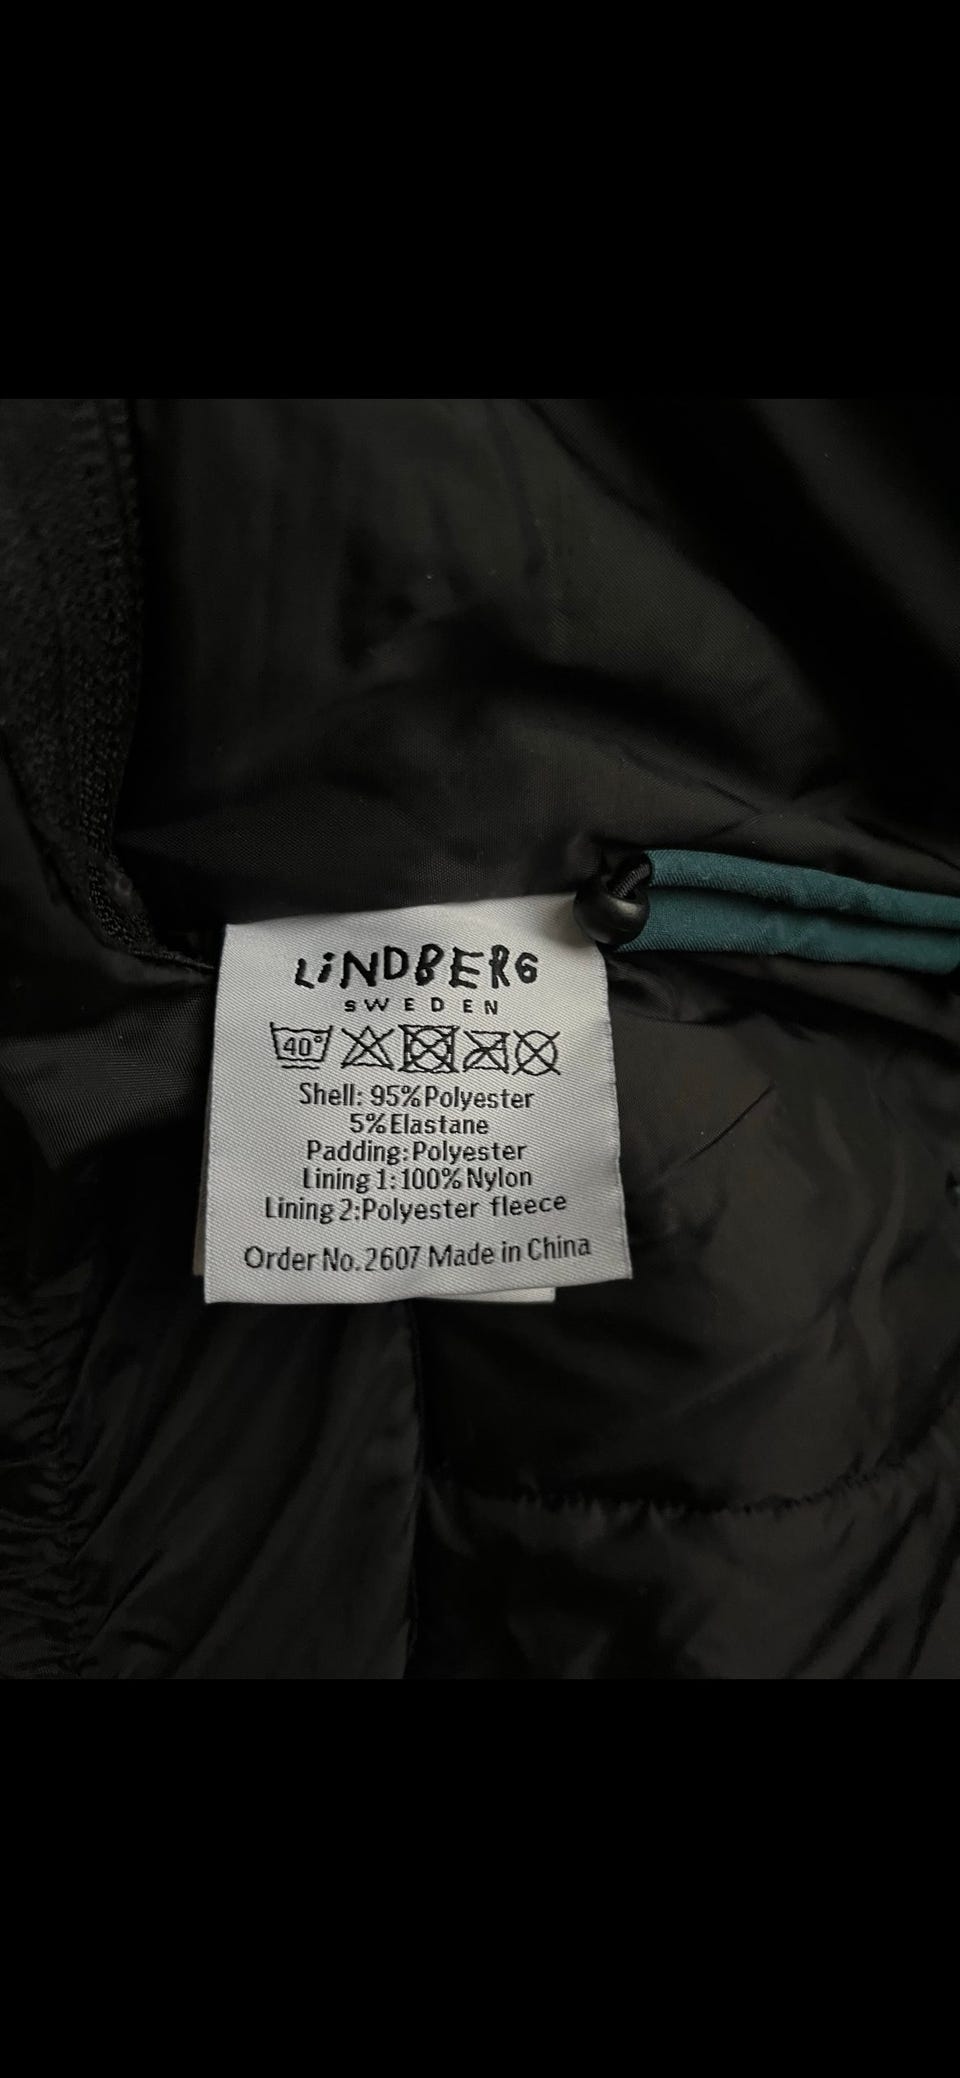 LiNDBERG
SWEDEN
40°
Shell: 95% Polyester
5% Elastane
Padding: Polyester
Lining 1: 100% Nylon
Lining 2: Polyester fleece
Order No. 2607 Made in China